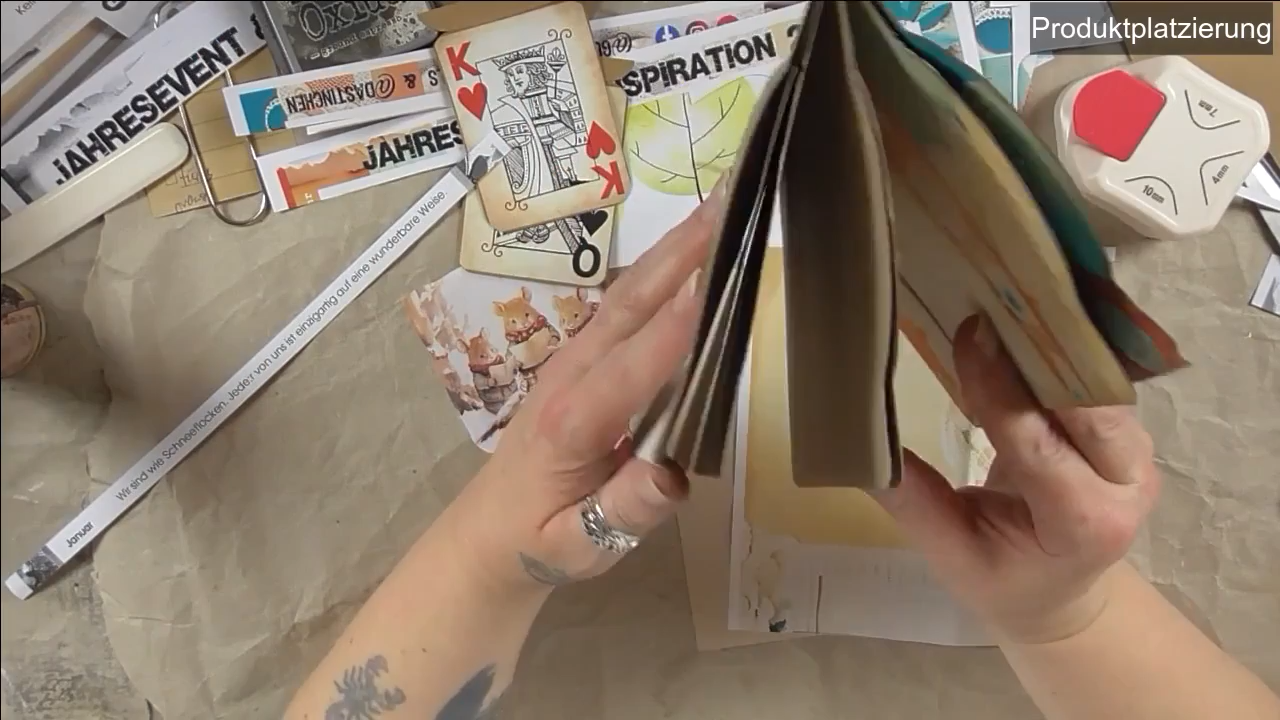 Produktplatzierung
Oxide
JAHRESEVENT
& @DASTINCHEN
SPIRATION
JAHRES
K
K
Q
Januar Wir sind wie Schneeflocken. Jeder von uns ist einzigartig auf eine wunderbare Weise.
7mm
4mm
10mm